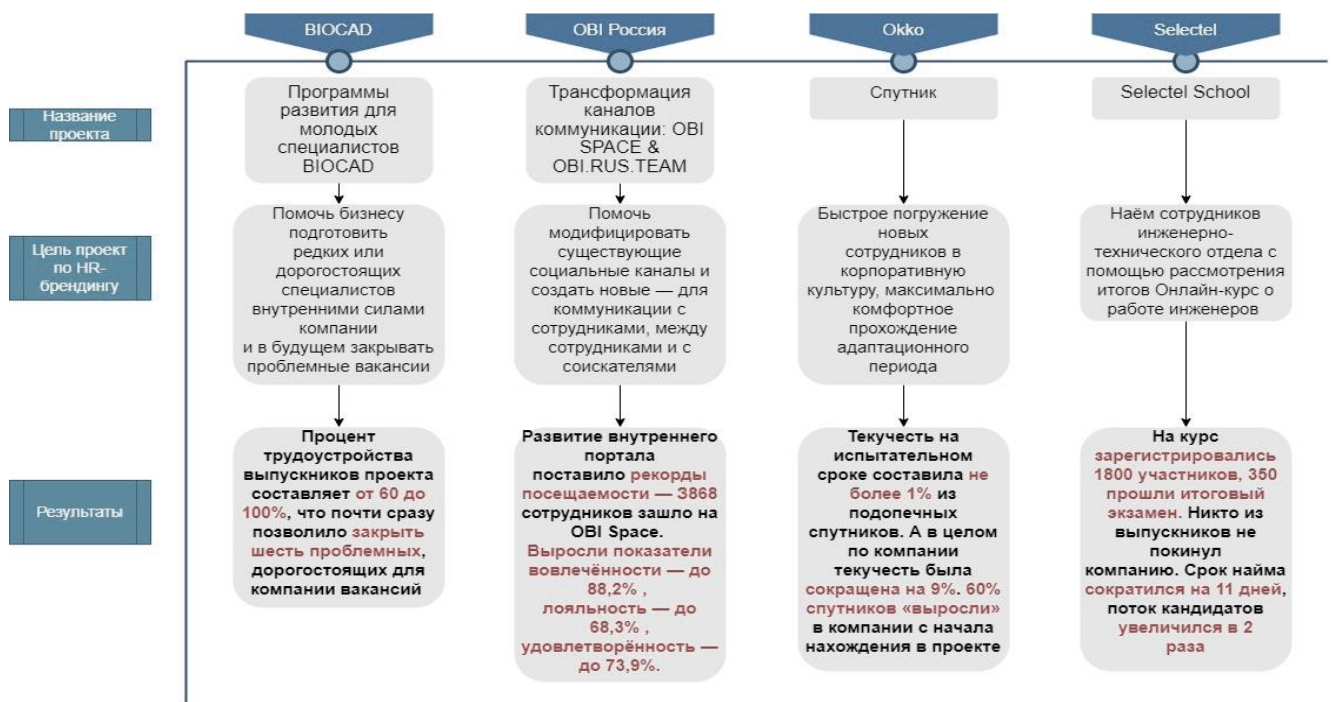 BIOCAD
OBI Россия
Okko
Selectel
Название
проекта
Программы
развития для
молодых
специалистов
BIOCAD
Трансформация
каналов
коммуникации: OBI
SPACE &
OBI.RUS.TEAM
Спутник
Selectel School
Цель проект
по HR-
брендингу
Помочь бизнесу
подготовить
редких или
дорогостоящих
специалистов
внутренними силами
компании
и в будущем закрывать
проблемные вакансии
Помочь
модифицировать
существующие
социальные каналы и
создать новые — для
коммуникации с
сотрудниками, между
сотрудниками и с
соискателями
Быстрое погружение
новых
сотрудников в
корпоративную
культуру, максимально
комфортное
прохождение
адаптационного
периода
Наём сотрудников
инженерно-
технического отдела с
помощью рассмотрения
итогов Онлайн-курс о
работе инженеров
Результаты
Процент
трудоустройства
выпускников проекта
составляет от 60 до
100%, что почти сразу
позволило закрыть
шесть проблемных,
дорогостоящих для
компании вакансий
Развитие внутреннего
портала
поставило рекорды
посещаемости — 3868
сотрудников зашло на
OBI Space.
Выросли показатели
вовлечённости — до
88,2% ,
лояльность — до
68,3% ,
удовлетворённость —
до 73,9%.
Текучесть на
испытательном
сроке составила не
более 1% из
подопечных
спутников. А в целом
по компании
текучесть была
сокращена на 9%. 60%
спутников «выросли»
в компании с начала
нахождения в проекте
На курс
зарегистрировались
1800 участников, 350
прошли итоговый
экзамен. Никто из
выпускников не
покинул
компанию. Срок найма
сократился на 11 дней,
поток кандидатов
увеличился в 2
раза